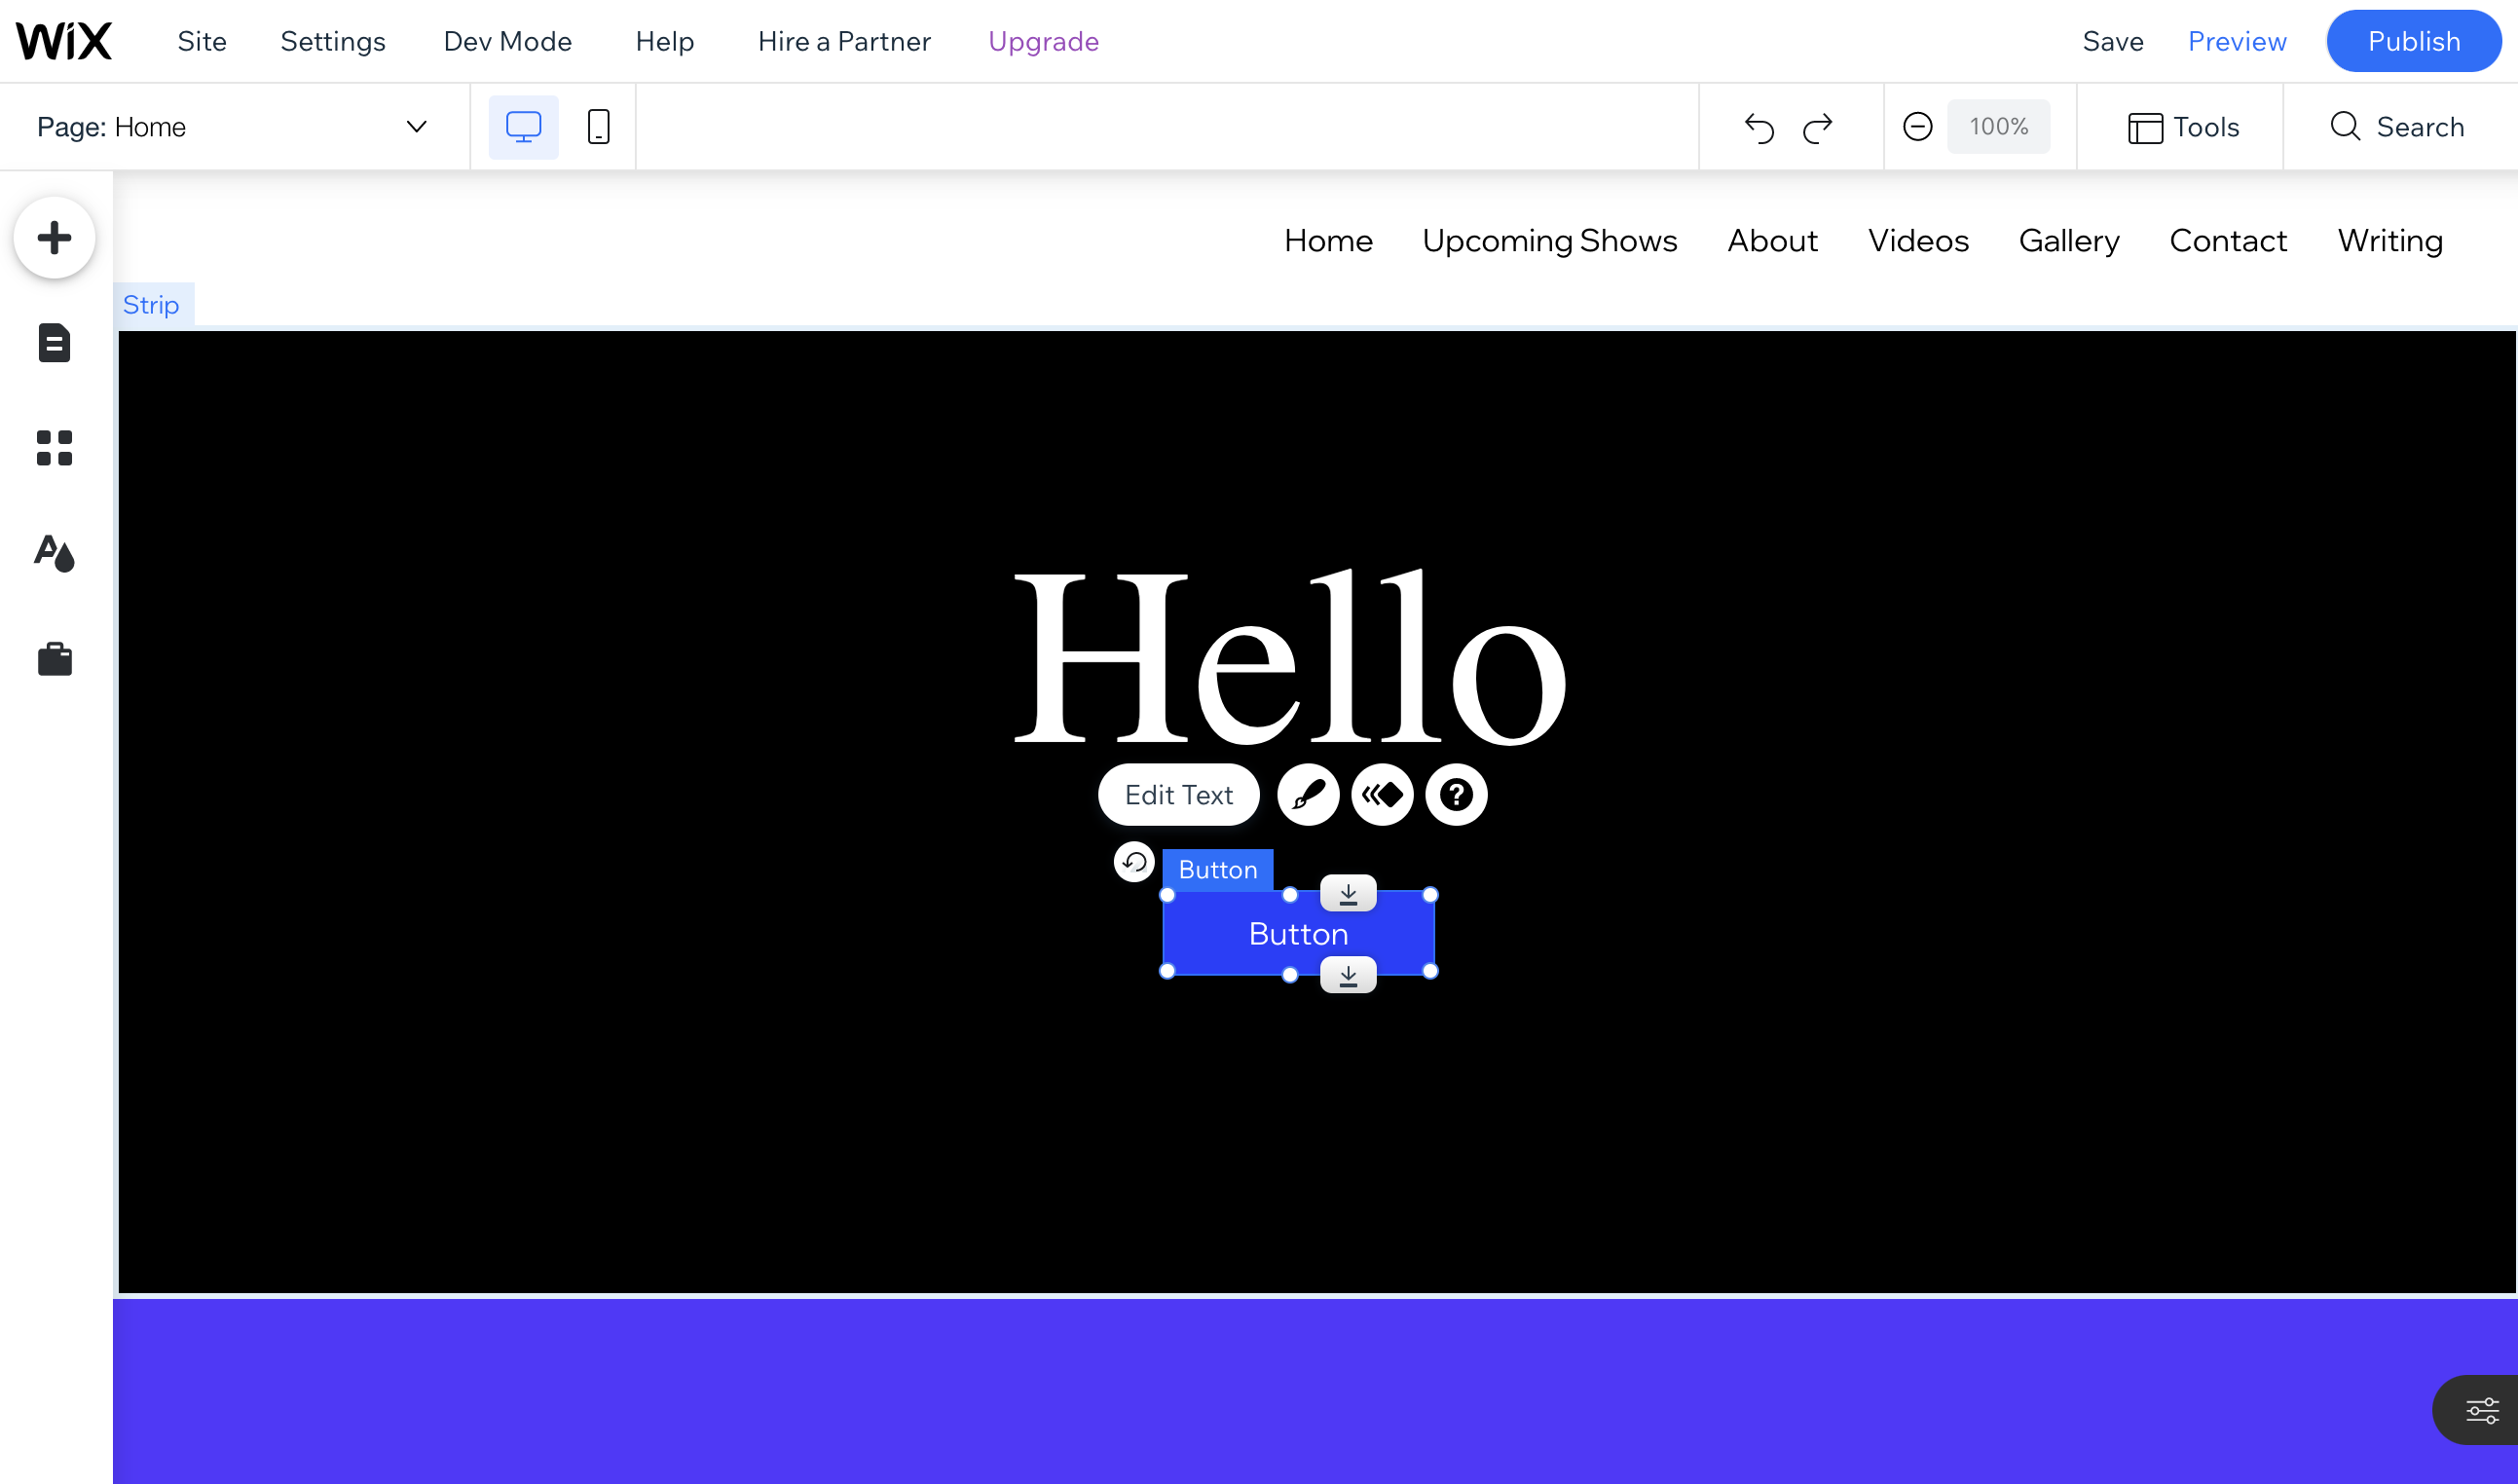 WiX Site Settings Dev Mode Help Hire a Partner Upgrade Save Preview Publish
Page: Home 100% Tools Search
Home Upcoming Shows About Videos Gallery Contact Writing
Strip
Hello
Edit Text ?
Button
Button